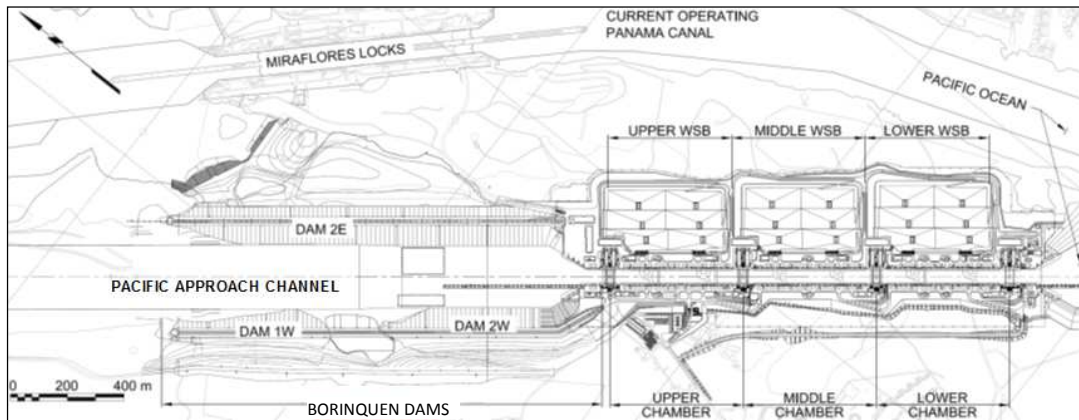 CURRENT OPERATING
PANAMA CANAL
MIRAFLORES LOCKS
PACIFIC OCEAN
UPPER WSB
MIDDLE WSB
LOWER WSB
DAM 2E
PACIFIC APPROACH CHANNEL
DAM 1W
DAM 2W
0 200 400 m
BORINQUEN DAMS
UPPER
CHAMBER
MIDDLE
CHAMBER
LOWER
CHAMBER